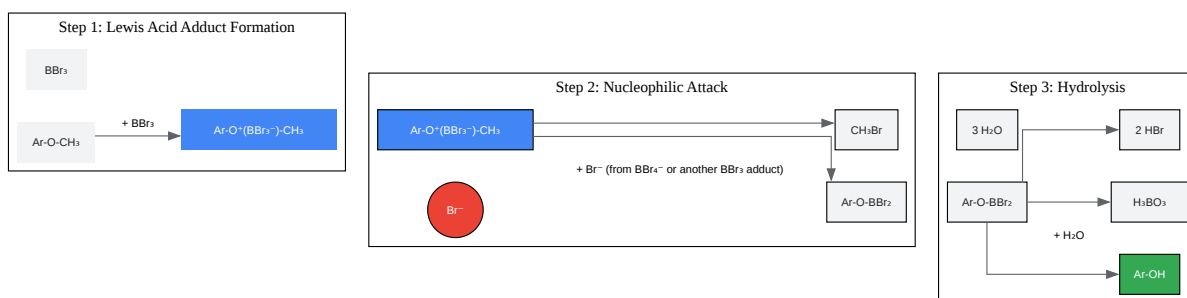 Step 1: Lewis Acid Adduct Formation
BBr₃
+ BBr₃
Ar-O-CH₃
Ar-O⁺(BBr₃⁻)-CH₃
Step 2: Nucleophilic Attack
Ar-O⁺(BBr₃⁻)-CH₃
CH₃Br
+ Br⁻ (from BBr₄⁻ or another BBr₃ adduct)
Br⁻
Ar-O-BBr₂
Step 3: Hydrolysis
3 H₂O
2 HBr
Ar-O-BBr₂
H₃BO₃
+ H₂O
Ar-OH